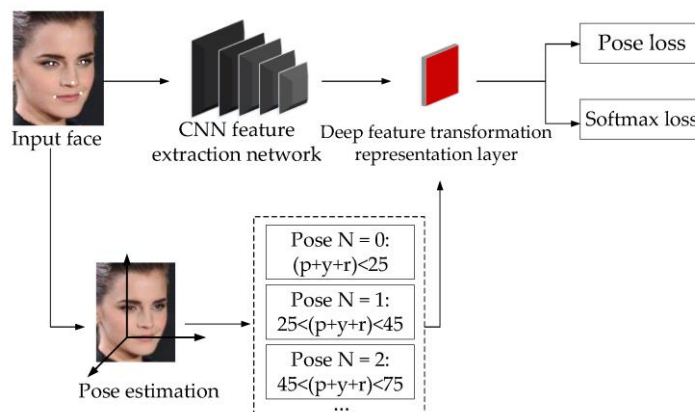 Input face
CNN feature
extraction network
Deep feature transformation
representation layer
Pose loss
Softmax loss
Pose estimation
Pose N = 0:
(p+y+r)<25
Pose N = 1:
25<(p+y+r)<45
Pose N = 2:
45<(p+y+r)<75
...